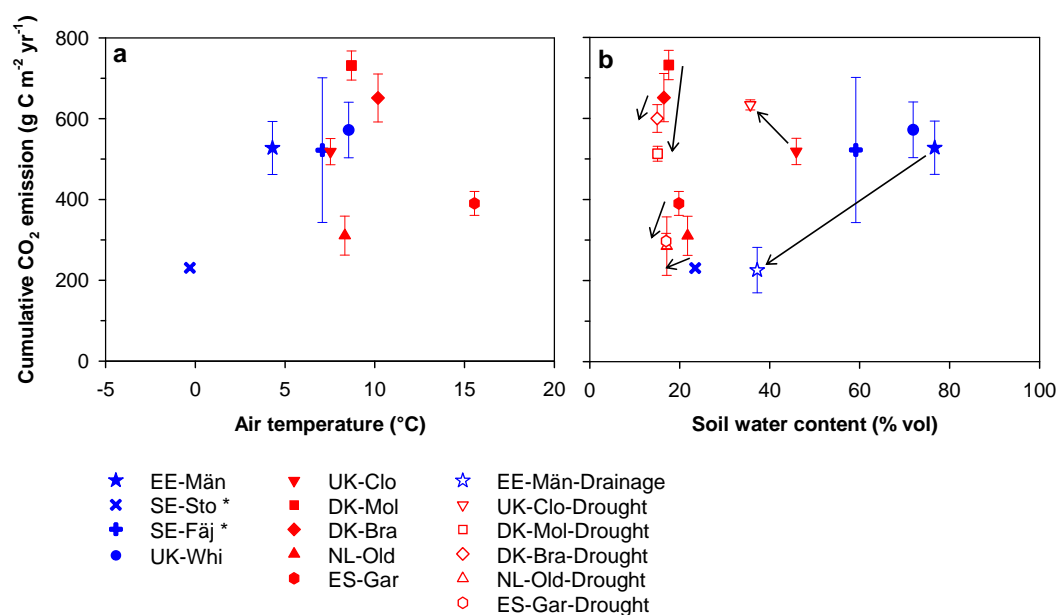 Cumulative CO2 emission (g C m-2 yr-1)
800
600
400
200
0
a
-5 0 5 10 15 20
Air temperature (°C)
b
0 20 40 60 80 100
Soil water content (% vol)
EE-Män
SE-Sto *
SE-Fäj *
UK-Whi
UK-Clo
DK-Mol
DK-Bra
NL-Old
ES-Gar
EE-Män-Drainage
UK-Clo-Drought
DK-Mol-Drought
DK-Bra-Drought
NL-Old-Drought
ES-Gar-Drought